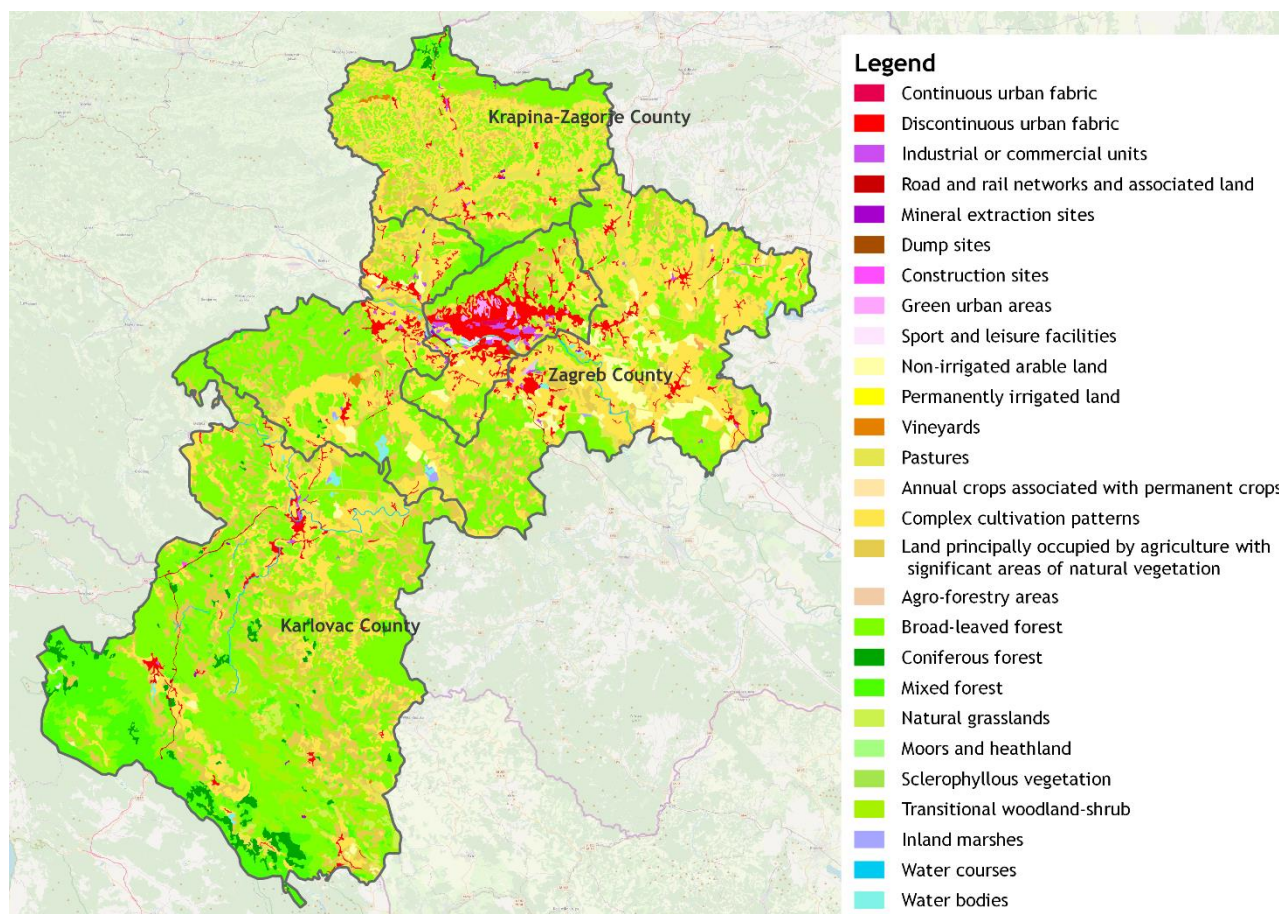 Krapina-Zagorje County
Zagreb County
Karlovac County
Legend
Continuous urban fabric
Discontinuous urban fabric
Industrial or commercial units
Road and rail networks and associated land
Mineral extraction sites
Dump sites
Construction sites
Green urban areas
Sport and leisure facilities
Non-irrigated arable land
Permanently irrigated land
Vineyards
Pastures
Annual crops associated with permanent crops
Complex cultivation patterns
Land principally occupied by agriculture with
significant areas of natural vegetation
Agro-forestry areas
Broad-leaved forest
Coniferous forest
Mixed forest
Natural grasslands
Moors and heathland
Sclerophyllous vegetation
Transitional woodland-shrub
Inland marshes
Water courses
Water bodies